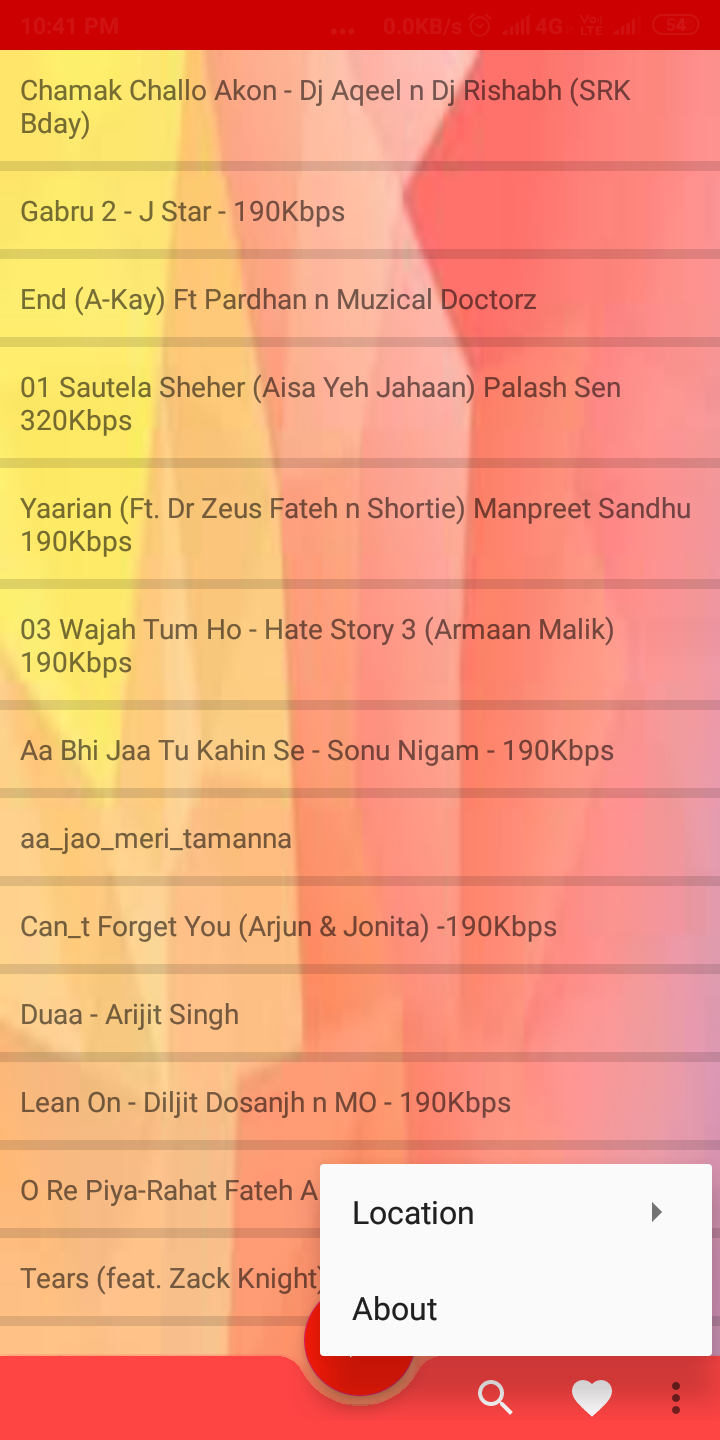 10:41 PM ... 0.0KB/s 4G VoLTE 54
Chamak Challo Akon - Dj Aqeel n Dj Rishabh (SRK
Bday)
Gabru 2 - J Star - 190Kbps
End (A-Kay) Ft Pardhan n Muzical Doctorz
01 Sautela Sheher (Aisa Yeh Jahaan) Palash Sen
320Kbps
Yaarian (Ft. Dr Zeus Fateh n Shortie) Manpreet Sandhu
190Kbps
03 Wajah Tum Ho - Hate Story 3 (Armaan Malik)
190Kbps
Aa Bhi Jaa Tu Kahin Se - Sonu Nigam - 190Kbps
aa_jao_meri_tamanna
Can_t Forget You (Arjun & Jonita) -190Kbps
Duaa - Arijit Singh
Lean On - Diljit Dosanjh n MO - 190Kbps
O Re Piya-Rahat Fateh A
Location
Tears (feat. Zack Knight)
About